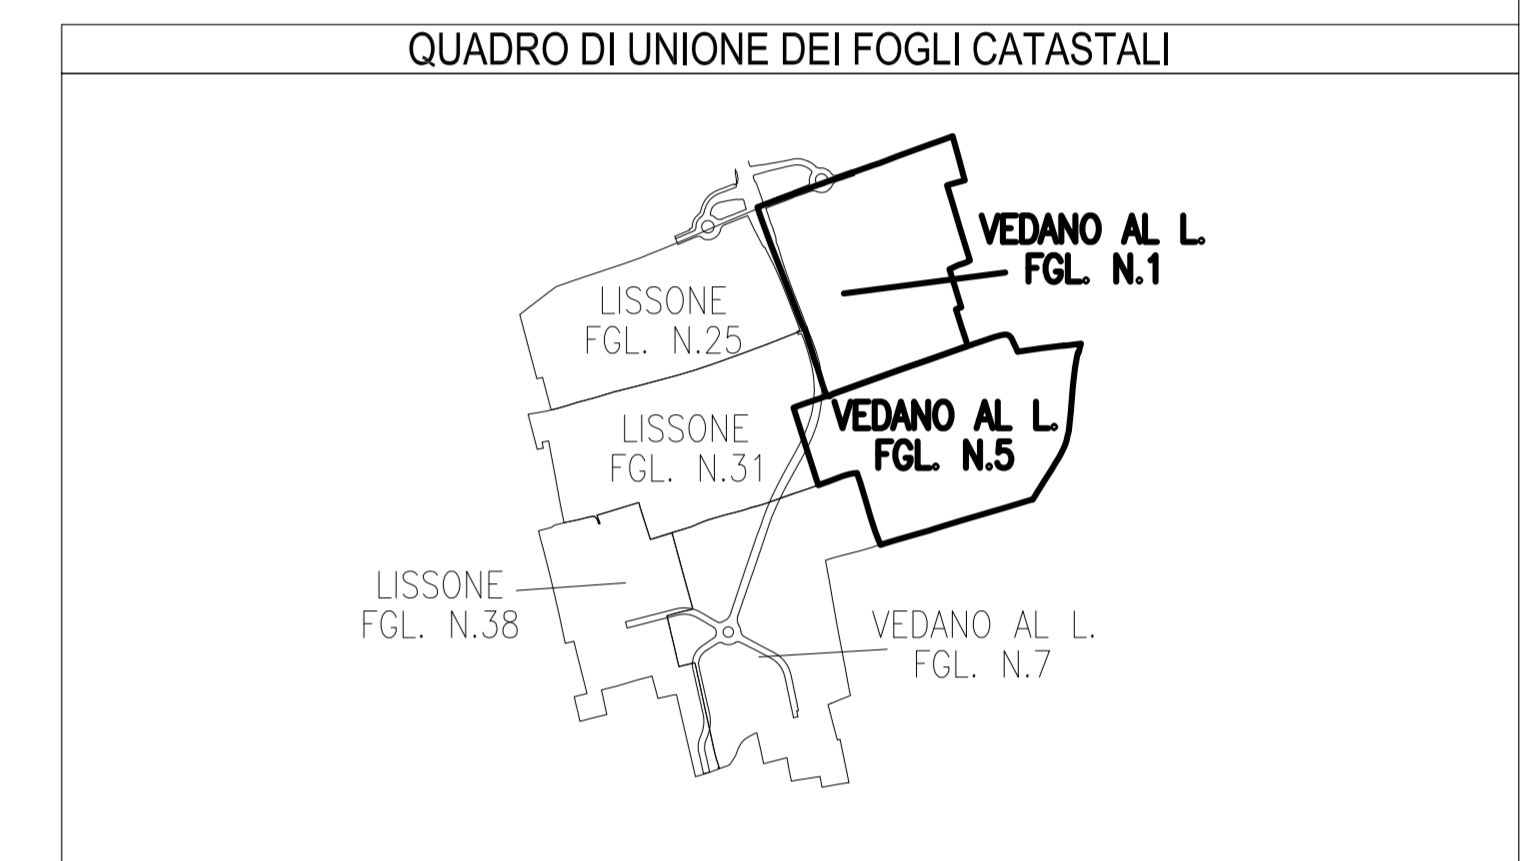 QUADRO DI UNIONE DEI FOGLI CATASTALI
VEDANO AL L.
FGL. N.1
LISSONE
FGL. N.25
VEDANO AL L.
FGL. N.5
LISSONE
FGL. N.31
LISSONE
FGL. N.38
VEDANO AL L.
FGL. N.7